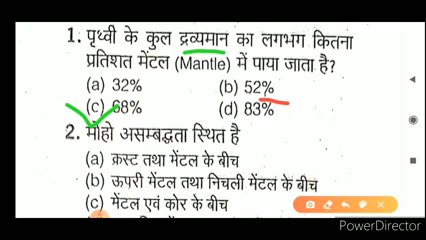 1. पृथ्वी के कुल द्रव्यमान का लगभग कितना
प्रतिशत मेंटल (Mantle) में पाया जाता है?
(a) 32% (b) 52%
(c) 68% (d) 83%
2. मोहो असम्बद्धता स्थित है
(a) क्रस्ट तथा मेंटल के बीच
(b) ऊपरी मेंटल तथा निचली मेंटल के बीच
(c) मेंटल एवं कोर के बीच
PowerDirector